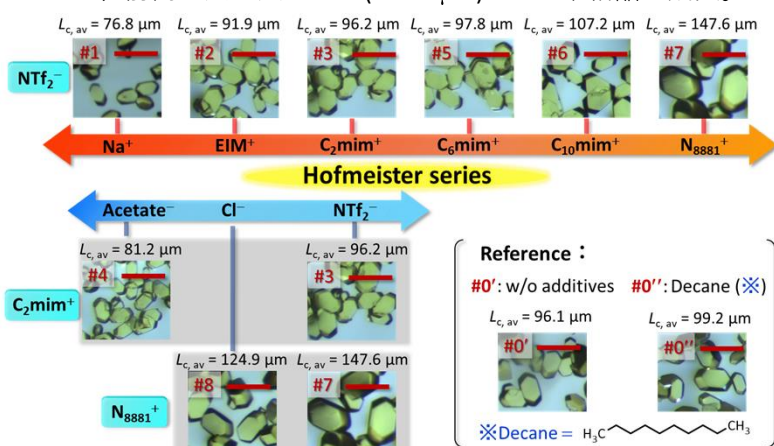 Lc, av = 76.8 μm Lc, av = 91.9 μm Lc, av = 96.2 μm Lc, av = 97.8 μm Lc, av = 107.2 μm Lc, av = 147.6 μm
#1 #2 #3 #5 #6 #7
NTf₂⁻
Na⁺ EIM⁺ C₂mim⁺ C₆mim⁺ C₁₀mim⁺ N₈₈₈₁⁺
Hofmeister series
Acetate⁻ Cl⁻ NTf₂⁻
Lc, av = 81.2 μm Lc, av = 96.2 μm
#4 #3
C₂mim⁺
Lc, av = 124.9 μm Lc, av = 147.6 μm
#8 #7
N₈₈₈₁⁺
Reference：
#0′: w/o additives #0′′: Decane (※)
Lc, av = 96.1 μm Lc, av = 99.2 μm
#0′ #0′′
※Decane = H₃C CH₃